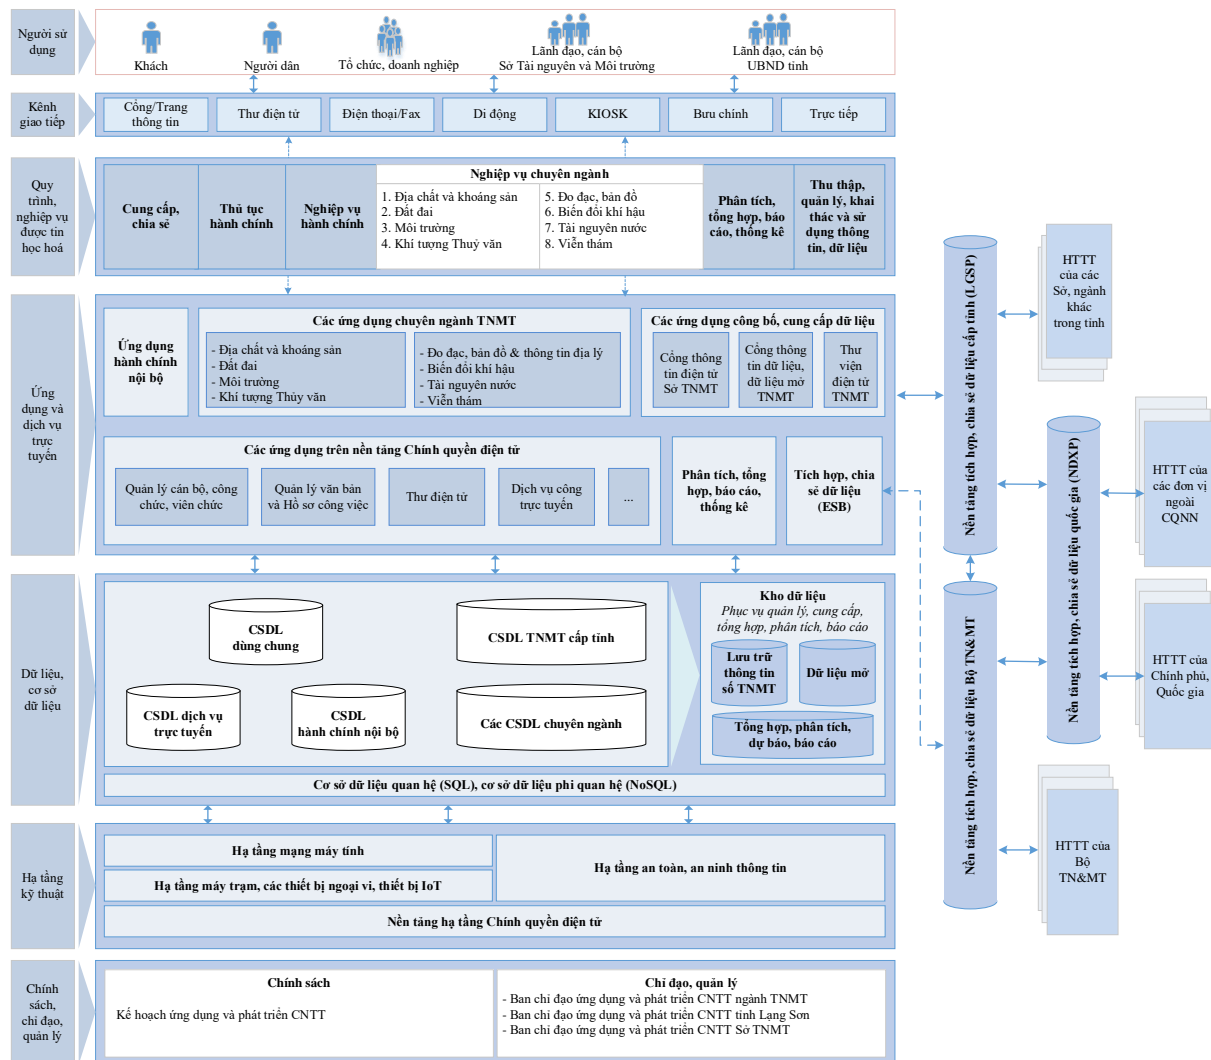 Người sử
dụng
Khách
Người dân
Tổ chức, doanh nghiệp
Lãnh đạo, cán bộ
Sở Tài nguyên và Môi trường
Lãnh đạo, cán bộ
UBND tỉnh
Kênh
giao tiếp
Cổng/Trang
thông tin
Thư điện tử
Điện thoại/Fax
Di động
KIOSK
Bưu chính
Trực tiếp
Quy
trình,
nghiệp vụ
được tin
học hoá
Cung cấp,
chia sẻ
Thủ tục
hành chính
Nghiệp vụ
hành chính
Nghiệp vụ chuyên ngành
1. Địa chất và khoáng sản
2. Đất đai
3. Môi trường
4. Khí tượng Thuỷ văn
5. Đo đạc, bản đồ
6. Biến đổi khí hậu
7. Tài nguyên nước
8. Viễn thám
Phân tích,
tổng hợp, báo
cáo, thống kê
Thu thập,
quản lý, khai
thác và sử
dụng thông
tin, dữ liệu
Ứng
dụng và
dịch vụ
trực
tuyến
Ứng dụng
hành chính
nội bộ
Các ứng dụng chuyên ngành TNMT
- Địa chất và khoáng sản
- Đất đai
- Môi trường
- Khí tượng Thủy văn
- Đo đạc, bản đồ & thông tin địa lý
- Biến đổi khí hậu
- Tài nguyên nước
- Viễn thám
Các ứng dụng công bố, cung cấp dữ liệu
Cổng thông
tin điện tử
Sở TNMT
Cổng thông
tin dữ liệu,
dữ liệu mở
TNMT
Thư
viện
điện tử
TNMT
Các ứng dụng trên nền tảng Chính quyền điện tử
Quản lý cán bộ, công
chức, viên chức
Quản lý văn bản
và Hồ sơ công việc
Thư điện tử
Dịch vụ công
trực tuyến
...
Phân tích, tổng
hợp, báo cáo,
thống kê
Tích hợp, chia
sẻ dữ liệu
(ESB)
Dữ liệu,
cơ sở
dữ liệu
CSDL
dùng chung
CSDL TNMT cấp tỉnh
CSDL dịch vụ
trực tuyến
CSDL
hành chính nội bộ
Các CSDL chuyên ngành
Kho dữ liệu
Phục vụ quản lý, cung cấp,
tổng hợp, phân tích, báo cáo
Lưu trữ
thông tin
số TNMT
Dữ liệu mở
Tổng hợp, phân tích,
dự báo, báo cáo
Cơ sở dữ liệu quan hệ (SQL), cơ sở dữ liệu phi quan hệ (NoSQL)
Hạ tầng
kỹ thuật
Hạ tầng mạng máy tính
Hạ tầng máy trạm, các thiết bị ngoại vi, thiết bị IoT
Hạ tầng an toàn, an ninh thông tin
Nền tảng hạ tầng Chính quyền điện tử
Chính
sách,
chỉ đạo,
quản lý
Chính sách
Kế hoạch ứng dụng và phát triển CNTT
Chỉ đạo, quản lý
- Ban chỉ đạo ứng dụng và phát triển CNTT ngành TNMT
- Ban chỉ đạo ứng dụng và phát triển CNTT tỉnh Lạng Sơn
- Ban chỉ đạo ứng dụng và phát triển CNTT Sở TNMT
Nền tảng tích hợp, chia sẻ dữ liệu cấp tỉnh (LGSP)
Nền tảng tích hợp, chia sẻ dữ liệu Bộ TN&MT
Nền tảng tích hợp, chia sẻ dữ liệu quốc gia (NDXP)
HTTT
của các
Sở, ngành
khác
trong tỉnh
HTTT của
các đơn vị
ngoài
CQNN
HTTT của
Chính phủ,
Quốc gia
HTTT của
Bộ
TN&MT